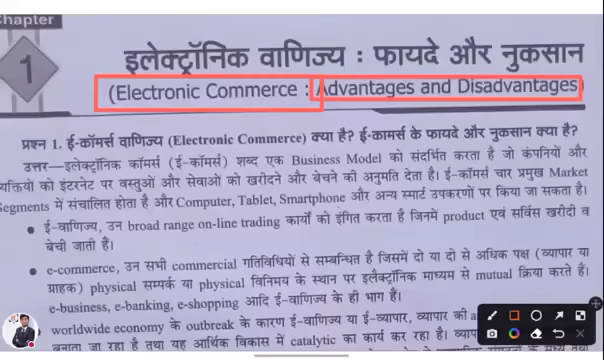 Chapter
1
इलेक्ट्रॉनिक वाणिज्य : फायदे और नुकसान
(Electronic Commerce : Advantages and Disadvantages)
प्रश्न 1. ई-कॉमर्स वाणिज्य (Electronic Commerce) क्या है? ई-कामर्स के फायदे और नुकसान क्या है?
उत्तर—इलेक्ट्रॉनिक कॉमर्स (ई-कॉमर्स) शब्द एक Business Model को संदर्भित करता है जो कंपनियों और
व्यक्तियों को इंटरनेट पर वस्तुओं और सेवाओं को खरीदने और बेचने की अनुमति देता है। ई-कॉमर्स चार प्रमुख Market
Segments में संचालित होता है और Computer, Tablet, Smartphone और अन्य स्मार्ट उपकरणों पर किया जा सकता है।
• ई-वाणिज्य, उन broad range on-line trading कार्यों को इंगित करता है जिनमें product एवं सर्विस खरीदी व
बेची जाती हैं।
• e-commerce, उन सभी commercial गतिविधियों से सम्बन्धित है जिसमें दो या दो से अधिक पक्ष (व्यापार या
ग्राहक) physical सम्पर्क या physical विनिमय के स्थान पर इलैक्ट्रॉनिक माध्यम से mutual क्रिया करते हैं।
e-business, e-banking, e-shopping आदि ई-वाणिज्य के ही भाग हैं।
worldwide economy के outbreak के कारण ई-वाणिज्य या ई-व्यापार, व्यापार की
बनाता जा रहा है तथा यह आर्थिक विकास में catalytic का कार्य कर रहा है।